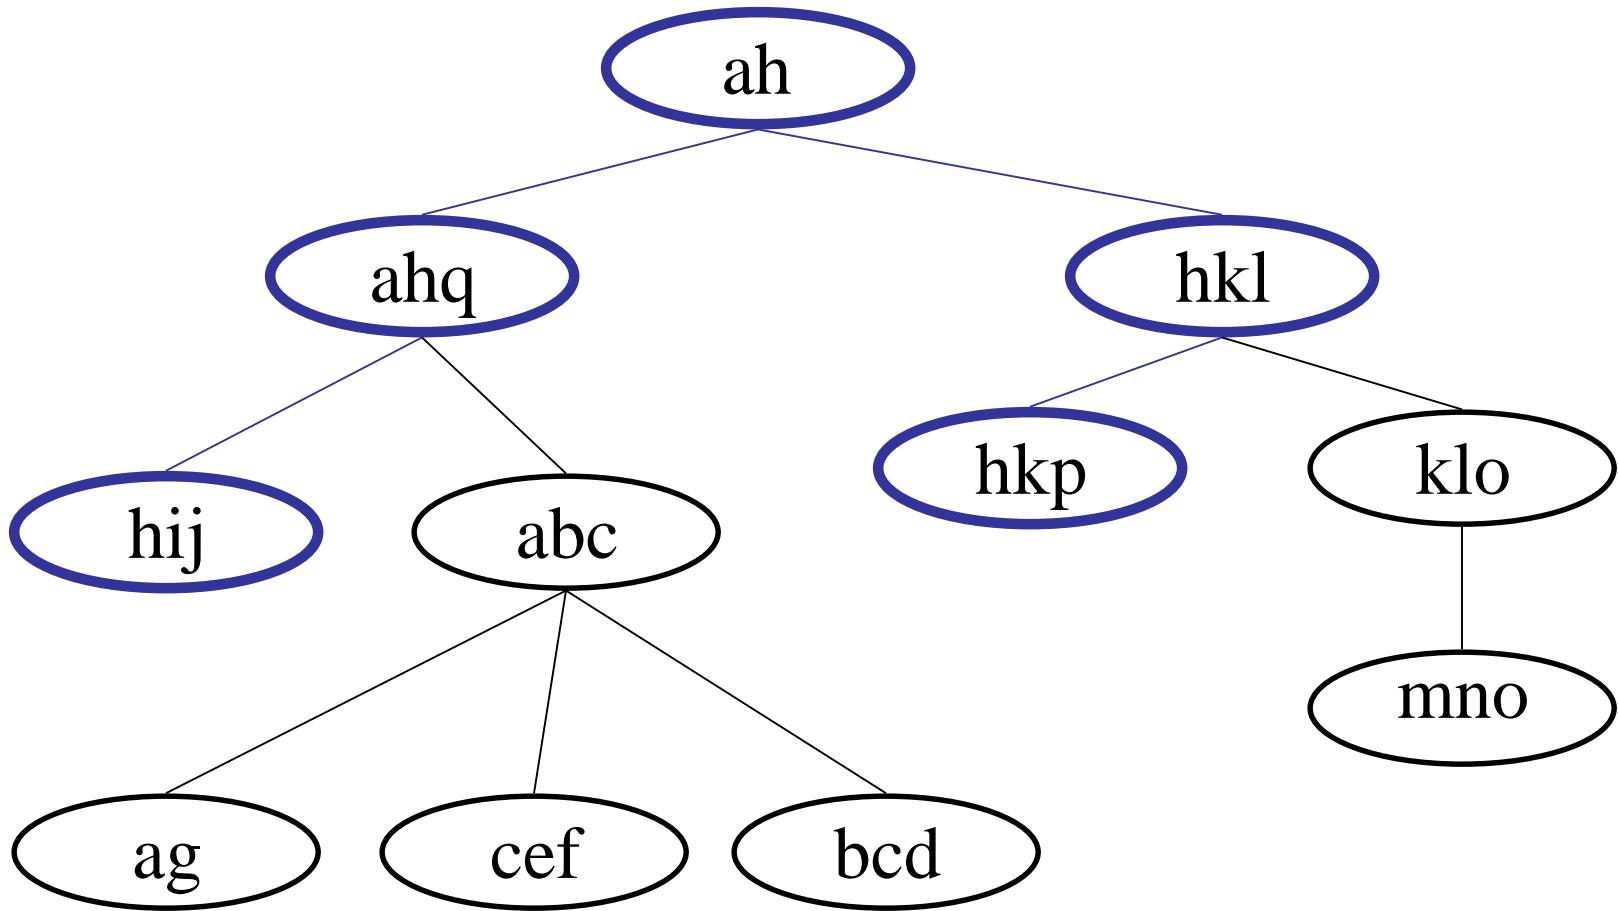 ah
ahq
hkl
hkp
klo
hij
abc
mno
ag
cef
bcd